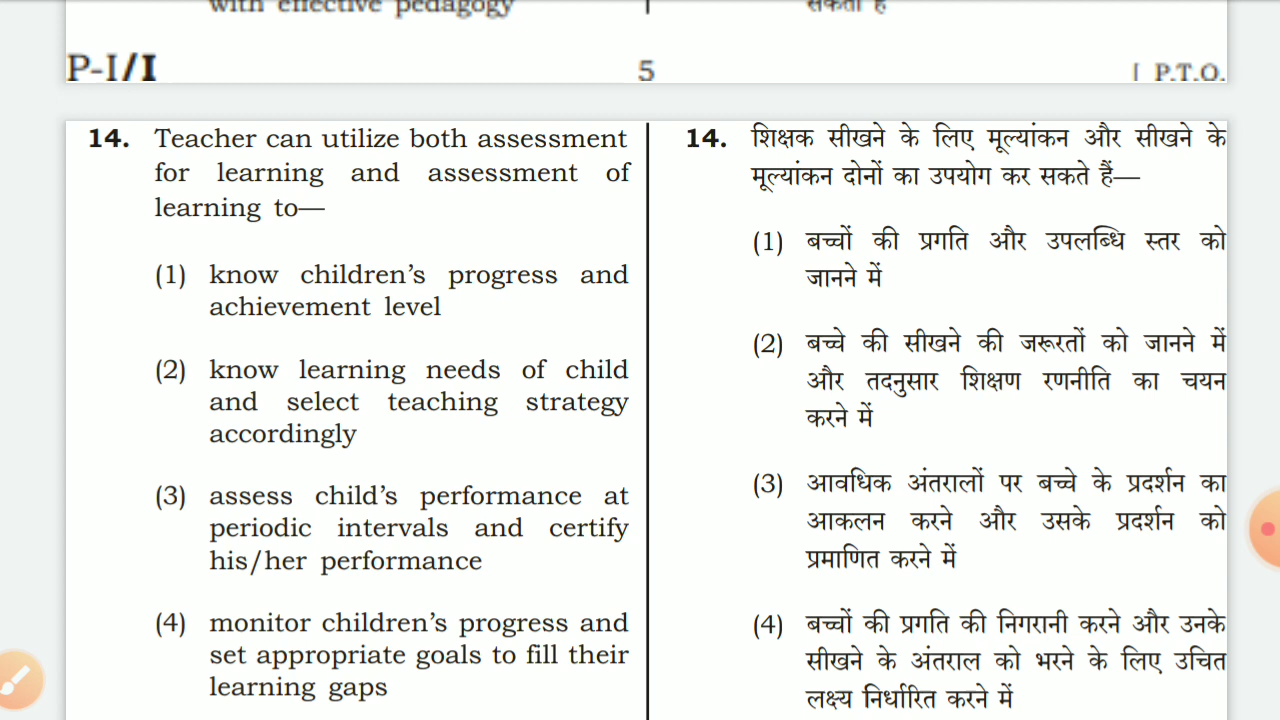 with effective pedagogy
सकता है
P-I/I 5 [ P.T.O.
14. Teacher can utilize both assessment
for learning and assessment of
learning to—
(1) know children's progress and
achievement level
(2) know learning needs of child
and select teaching strategy
accordingly
(3) assess child's performance at
periodic intervals and certify
his/her performance
(4) monitor children's progress and
set appropriate goals to fill their
learning gaps
14. शिक्षक सीखने के लिए मूल्यांकन और सीखने के
मूल्यांकन दोनों का उपयोग कर सकते हैं—
(1) बच्चों की प्रगति और उपलब्धि स्तर को
जानने में
(2) बच्चे की सीखने की जरूरतों को जानने में
और तदनुसार शिक्षण रणनीति का चयन
करने में
(3) आवधिक अंतरालों पर बच्चे के प्रदर्शन का
आकलन करने और उसके प्रदर्शन को
प्रमाणित करने में
(4) बच्चों की प्रगति की निगरानी करने और उनके
सीखने के अंतराल को भरने के लिए उचित
लक्ष्य निर्धारित करने में